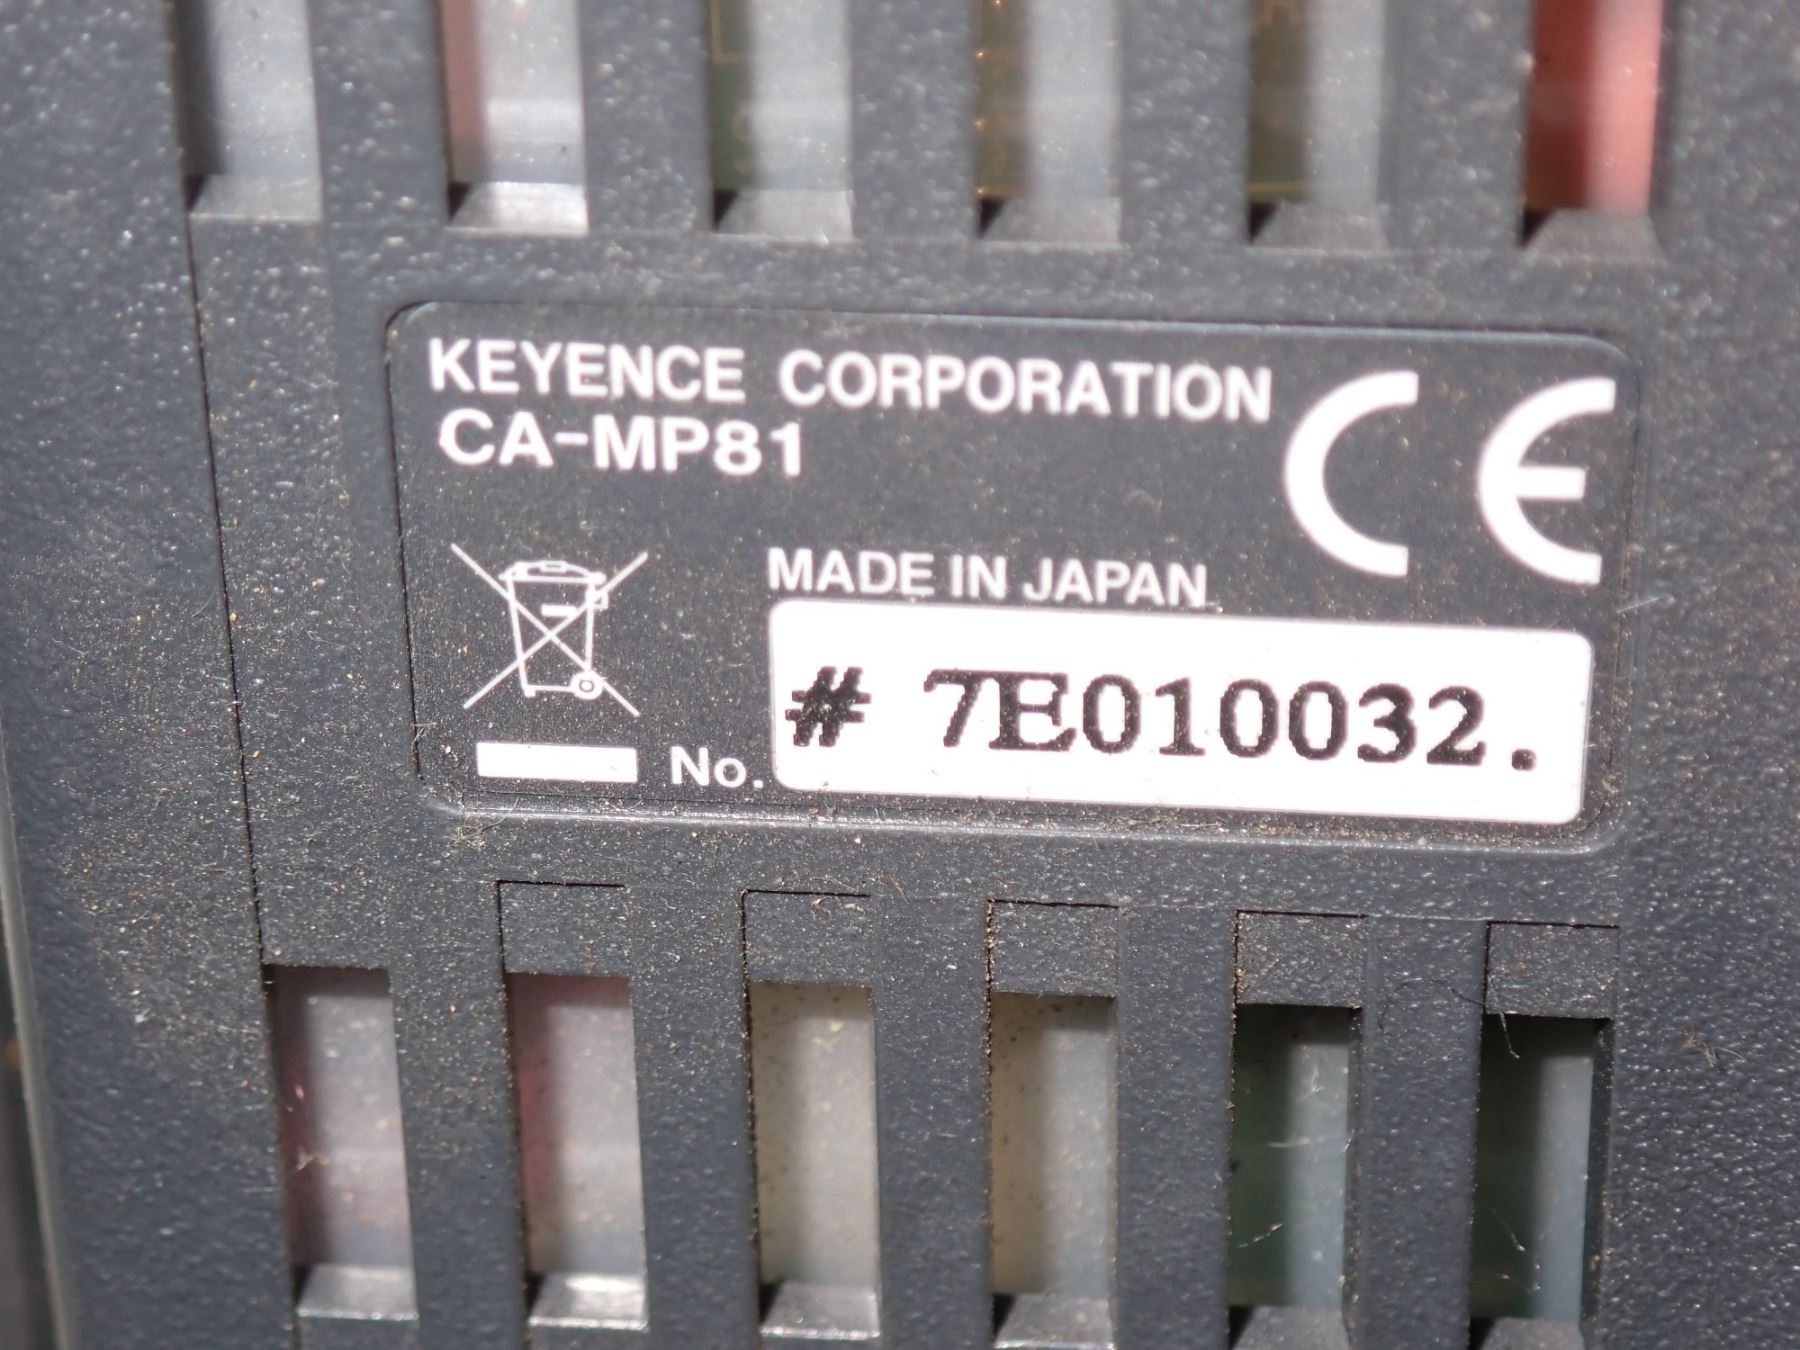 KEYENCE CORPORATION
CA-MP81
CE
MADE IN JAPAN
No. # 7E010032.